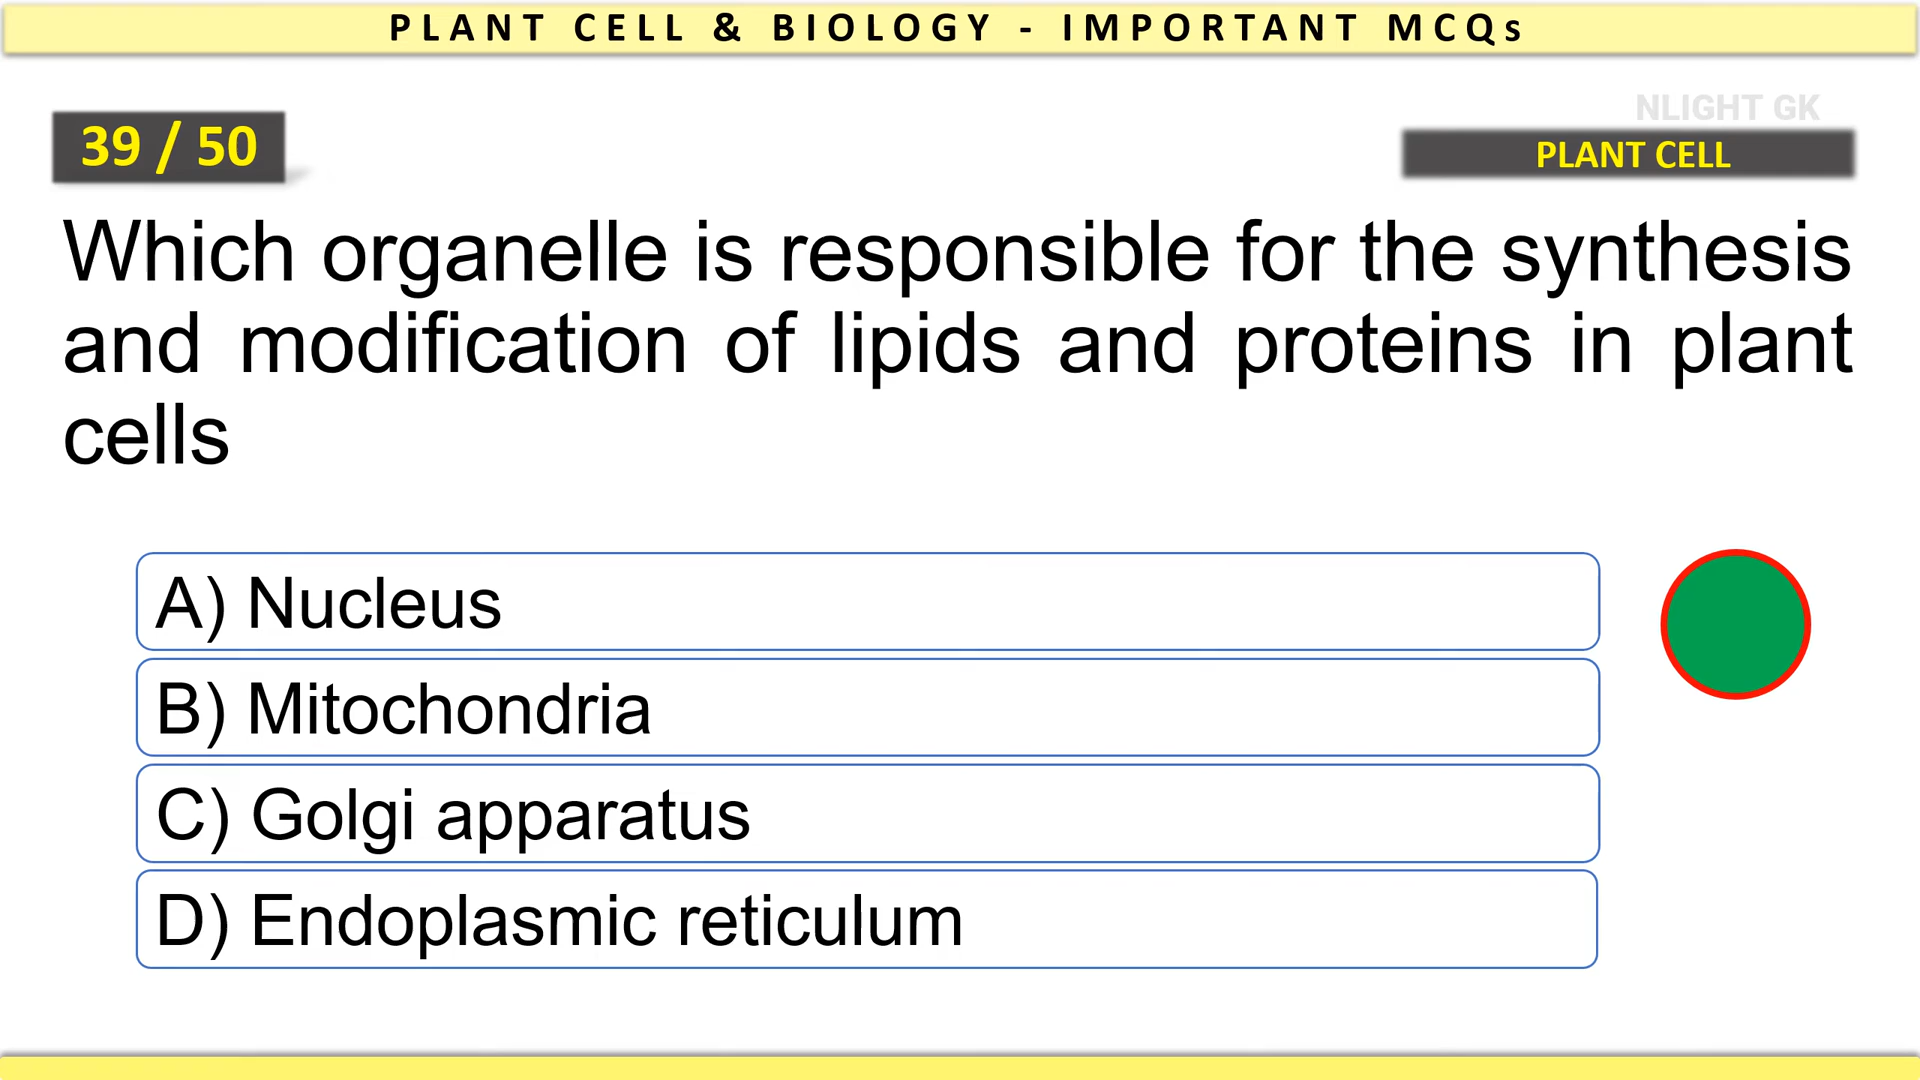 PLANT CELL & BIOLOGY - IMPORTANT MCQs
NLIGHT GK
39 / 50
PLANT CELL
Which organelle is responsible for the synthesis
and modification of lipids and proteins in plant
cells
A) Nucleus
B) Mitochondria
C) Golgi apparatus
D) Endoplasmic reticulum